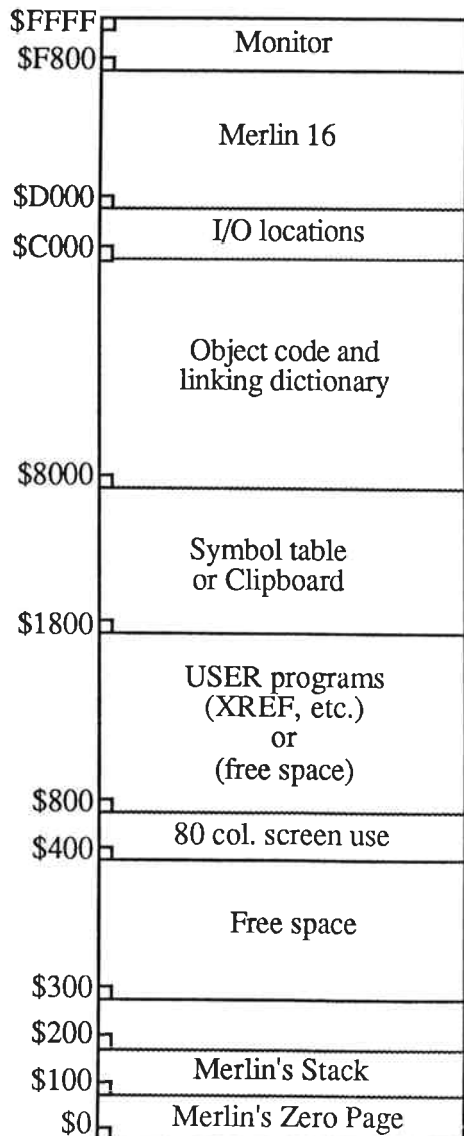 $FFFF
Monitor
$F800
Merlin 16
$D000
I/O locations
$C000
Object code and
linking dictionary
$8000
Symbol table
or Clipboard
$1800
USER programs
(XREF, etc.)
or
(free space)
$800
80 col. screen use
$400
Free space
$300
$200
Merlin's Stack
$100
Merlin's Zero Page
$0